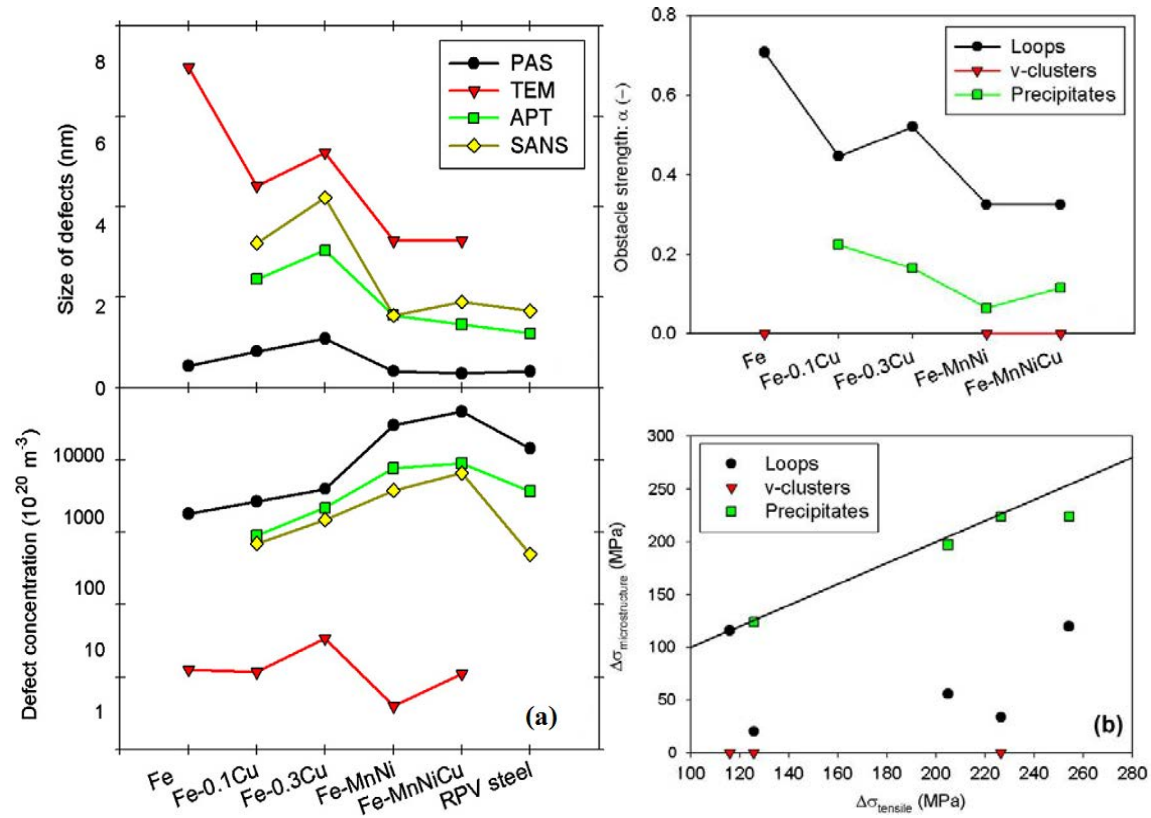 Size of defects (nm)
8
6
4
2
0
PAS
TEM
APT
SANS
Defect concentration (10²⁰ m⁻³)
10000
1000
100
10
1
(a)
Fe
Fe-0.1Cu
Fe-0.3Cu
Fe-MnNi
Fe-MnNiCu
RPV steel
Obstacle strength: α (−)
0.8
0.6
0.4
0.2
0.0
Loops
v-clusters
Precipitates
Fe
Fe-0.1Cu
Fe-0.3Cu
Fe-MnNi
Fe-MnNiCu
Δσmicrostructure (MPa)
300
250
200
150
100
50
0
Loops
v-clusters
Precipitates
(b)
100 120 140 160 180 200 220 240 260 280
Δσtensile (MPa)